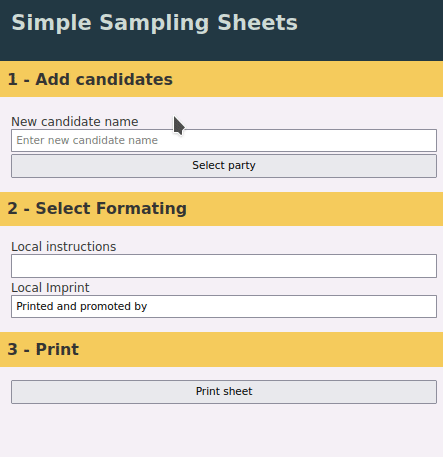 Simple Sampling Sheets
1 - Add candidates
New candidate name
Enter new candidate name
Select party
2 - Select Formating
Local instructions
Local Imprint
Printed and promoted by
3 - Print
Print sheet